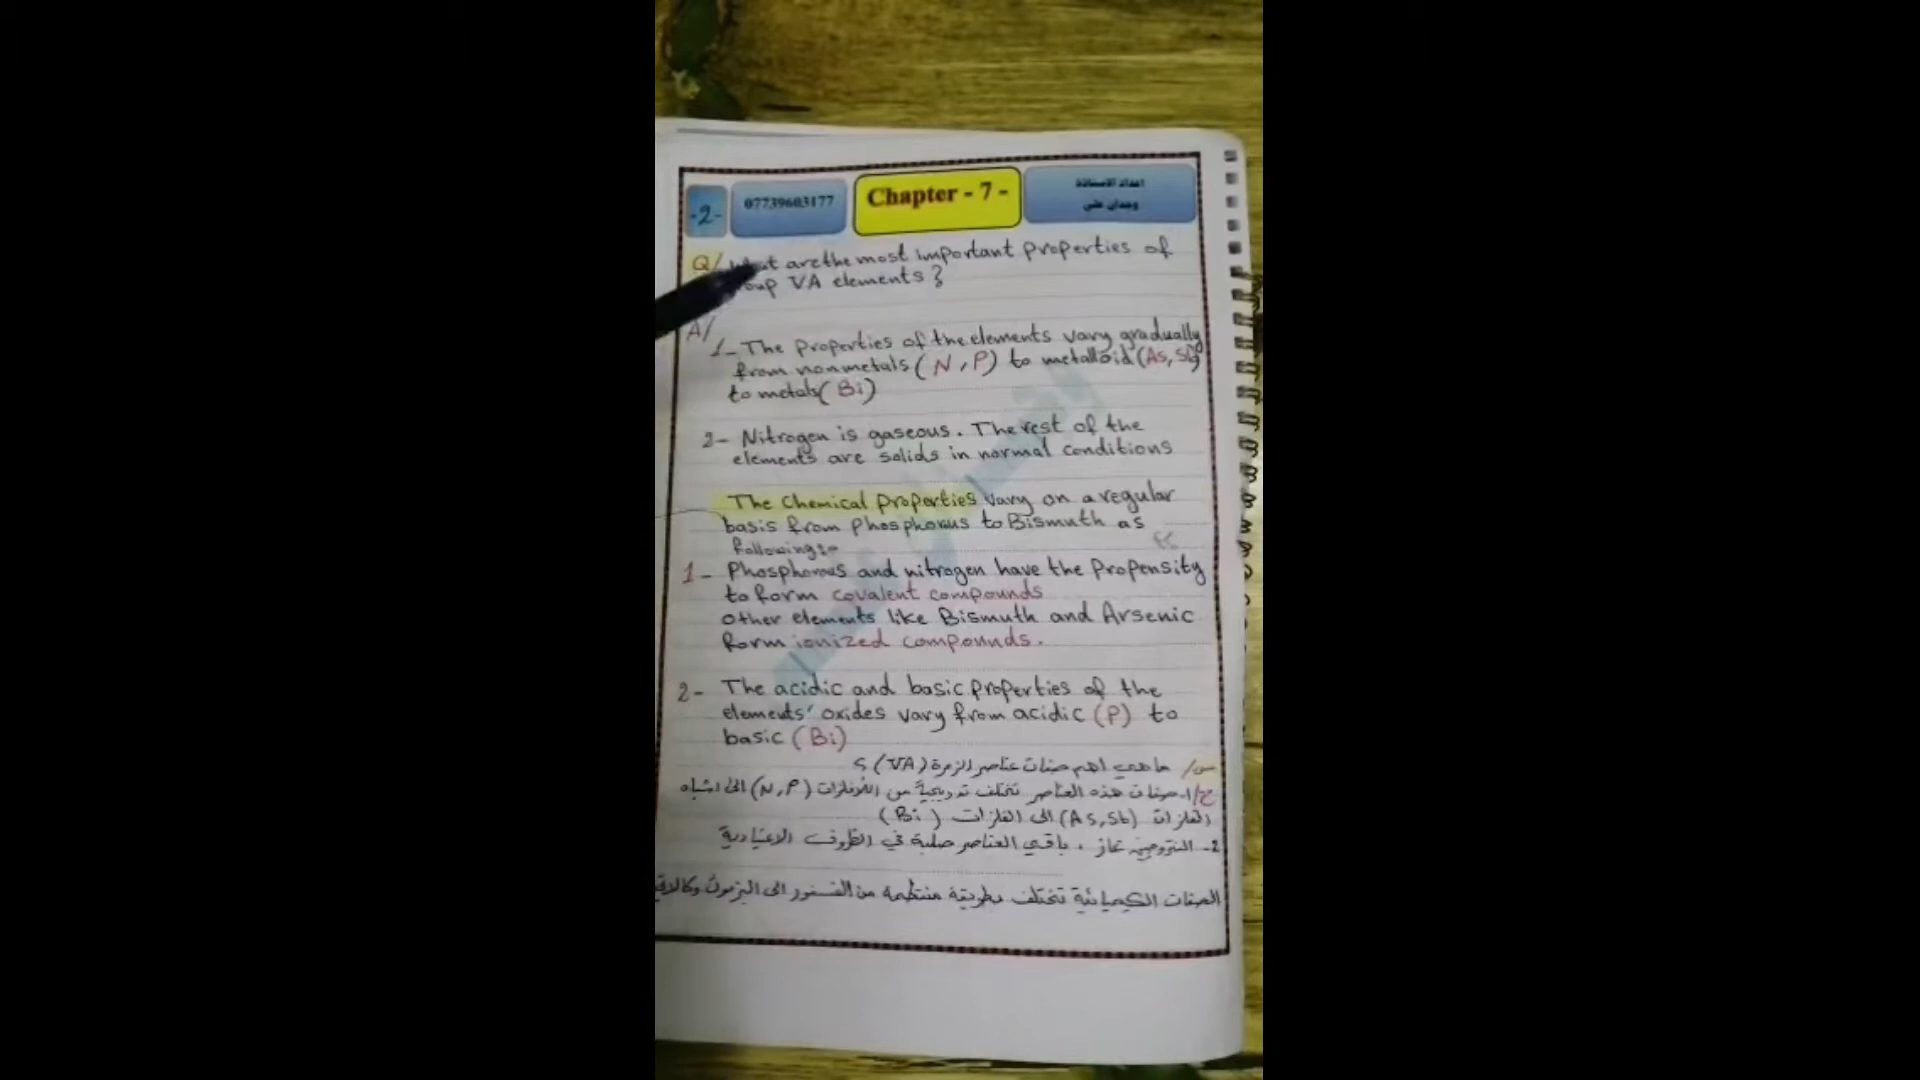 -2-
07739603177
Chapter - 7 -
اعداد الاستاذة
وجدان علي
Q/ What are the most important properties of
group VA elements?
A/
1- The properties of the elements vary gradually
from nonmetals (N, P) to metalloid (As, Sb)
to metals (Bi)
2- Nitrogen is gaseous. The rest of the
elements are solids in normal conditions
The Chemical properties vary on a regular
basis from phosphorus to Bismuth as
following:-
1- Phosphorous and nitrogen have the propensity
to form covalent compounds
other elements like Bismuth and Arsenic
form ionized compounds.
2- The acidic and basic properties of the
elements' oxides vary from acidic (P) to
basic (Bi)
س/ ما هي اهم صفات عناصر الزمرة (VA)؟
ج/ 1- صفات هذه العناصر تختلف تدريجياً من اللافلزات (N, P) الى اشباه
الفلزات (As, Sb) الى الفلزات (Bi)
2- النتروجين غاز . باقي العناصر صلبة في الظروف الاعتيادية
الصفات الكيميائية تختلف بطريقة منتظمة من الفسفور الى البزموث وكالاتي